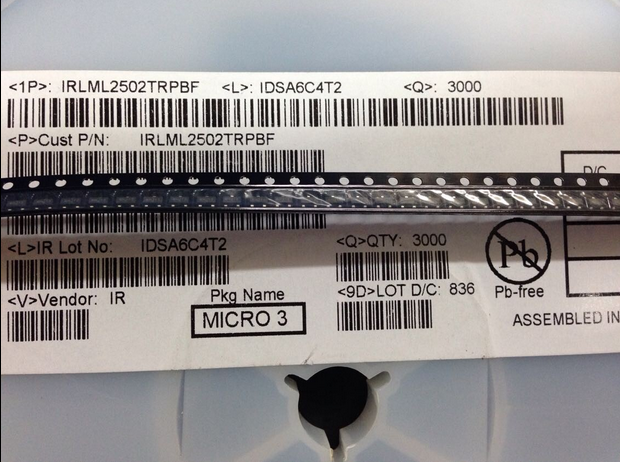 <1P>: IRLML2502TRPBF <L>: IDSA6C4T2 <Q>: 3000
<P>Cust P/N: IRLML2502TRPBF
D/C
<L>IR Lot No: IDSA6C4T2 <Q>QTY: 3000
Pb
<V>Vendor: IR Pkg Name <9D>LOT D/C: 836 Pb-free
MICRO 3 ASSEMBLED IN